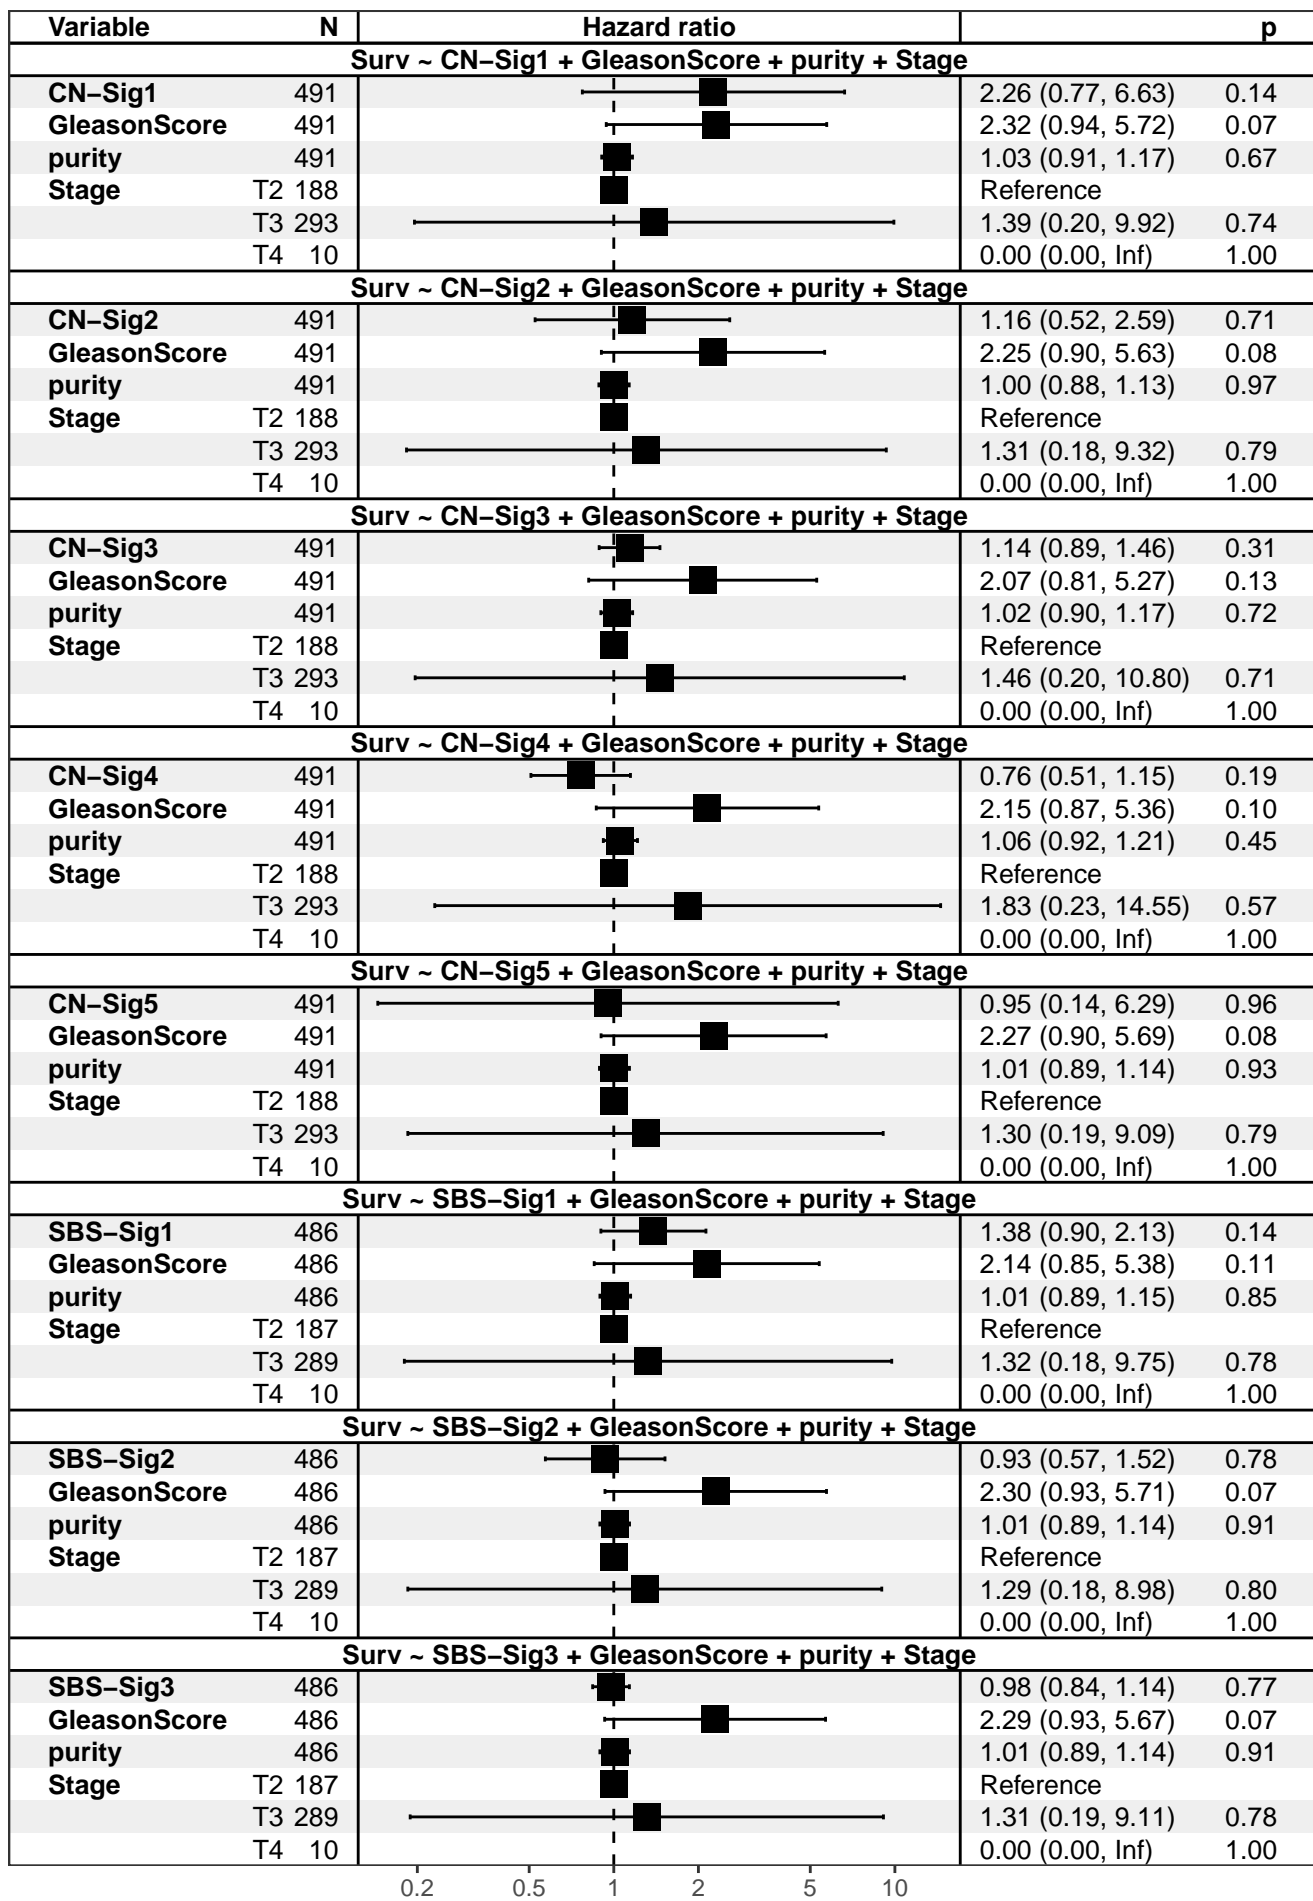 Variable N Hazard ratio p
Surv ~ CN−Sig1 + GleasonScore + purity + Stage
CN−Sig1 491 2.26 (0.77, 6.63) 0.14
GleasonScore 491 2.32 (0.94, 5.72) 0.07
purity 491 1.03 (0.91, 1.17) 0.67
Stage T2 188 Reference
T3 293 1.39 (0.20, 9.92) 0.74
T4 10 0.00 (0.00, Inf) 1.00
Surv ~ CN−Sig2 + GleasonScore + purity + Stage
CN−Sig2 491 1.16 (0.52, 2.59) 0.71
GleasonScore 491 2.25 (0.90, 5.63) 0.08
purity 491 1.00 (0.88, 1.13) 0.97
Stage T2 188 Reference
T3 293 1.31 (0.18, 9.32) 0.79
T4 10 0.00 (0.00, Inf) 1.00
Surv ~ CN−Sig3 + GleasonScore + purity + Stage
CN−Sig3 491 1.14 (0.89, 1.46) 0.31
GleasonScore 491 2.07 (0.81, 5.27) 0.13
purity 491 1.02 (0.90, 1.17) 0.72
Stage T2 188 Reference
T3 293 1.46 (0.20, 10.80) 0.71
T4 10 0.00 (0.00, Inf) 1.00
Surv ~ CN−Sig4 + GleasonScore + purity + Stage
CN−Sig4 491 0.76 (0.51, 1.15) 0.19
GleasonScore 491 2.15 (0.87, 5.36) 0.10
purity 491 1.06 (0.92, 1.21) 0.45
Stage T2 188 Reference
T3 293 1.83 (0.23, 14.55) 0.57
T4 10 0.00 (0.00, Inf) 1.00
Surv ~ CN−Sig5 + GleasonScore + purity + Stage
CN−Sig5 491 0.95 (0.14, 6.29) 0.96
GleasonScore 491 2.27 (0.90, 5.69) 0.08
purity 491 1.01 (0.89, 1.14) 0.93
Stage T2 188 Reference
T3 293 1.30 (0.19, 9.09) 0.79
T4 10 0.00 (0.00, Inf) 1.00
Surv ~ SBS−Sig1 + GleasonScore + purity + Stage
SBS−Sig1 486 1.38 (0.90, 2.13) 0.14
GleasonScore 486 2.14 (0.85, 5.38) 0.11
purity 486 1.01 (0.89, 1.15) 0.85
Stage T2 187 Reference
T3 289 1.32 (0.18, 9.75) 0.78
T4 10 0.00 (0.00, Inf) 1.00
Surv ~ SBS−Sig2 + GleasonScore + purity + Stage
SBS−Sig2 486 0.93 (0.57, 1.52) 0.78
GleasonScore 486 2.30 (0.93, 5.71) 0.07
purity 486 1.01 (0.89, 1.14) 0.91
Stage T2 187 Reference
T3 289 1.29 (0.18, 8.98) 0.80
T4 10 0.00 (0.00, Inf) 1.00
Surv ~ SBS−Sig3 + GleasonScore + purity + Stage
SBS−Sig3 486 0.98 (0.84, 1.14) 0.77
GleasonScore 486 2.29 (0.93, 5.67) 0.07
purity 486 1.01 (0.89, 1.14) 0.91
Stage T2 187 Reference
T3 289 1.31 (0.19, 9.11) 0.78
T4 10 0.00 (0.00, Inf) 1.00
0.2 0.5 1 2 5 10